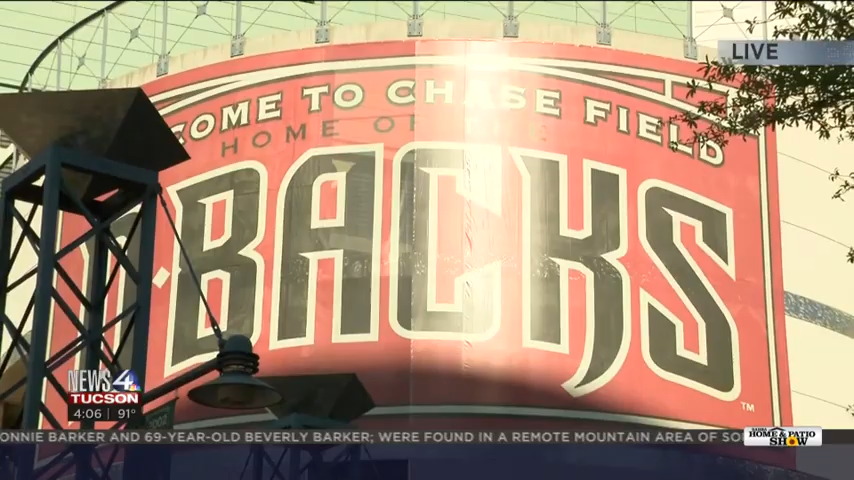 LIVE
COME TO CHASE FIELD
HOME OF
D-BACKS
TM
NEWS 4
TUCSON
4:06 | 91°
ONNIE BARKER AND 69-YEAR-OLD BEVERLY BARKER; WERE FOUND IN A REMOTE MOUNTAIN AREA OF SO
HOME & PATIO
SHOW